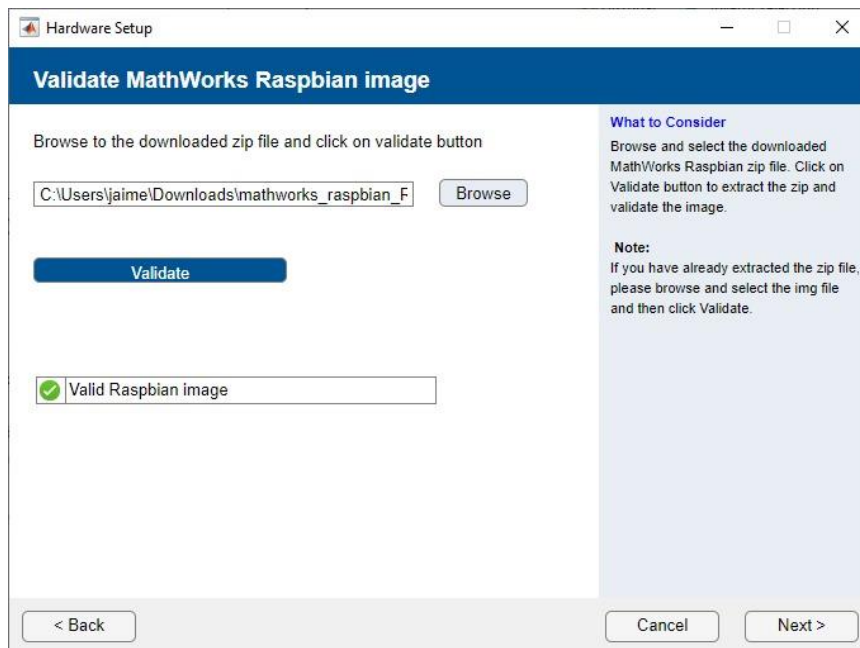 Hardware Setup
Validate MathWorks Raspbian image
Browse to the downloaded zip file and click on validate button
C:\Users\jaime\Downloads\mathworks_raspbian_F
Browse
Validate
Valid Raspbian image
What to Consider
Browse and select the downloaded
MathWorks Raspbian zip file. Click on
Validate button to extract the zip and
validate the image.
Note:
If you have already extracted the zip file,
please browse and select the img file
and then click Validate.
< Back
Cancel
Next >